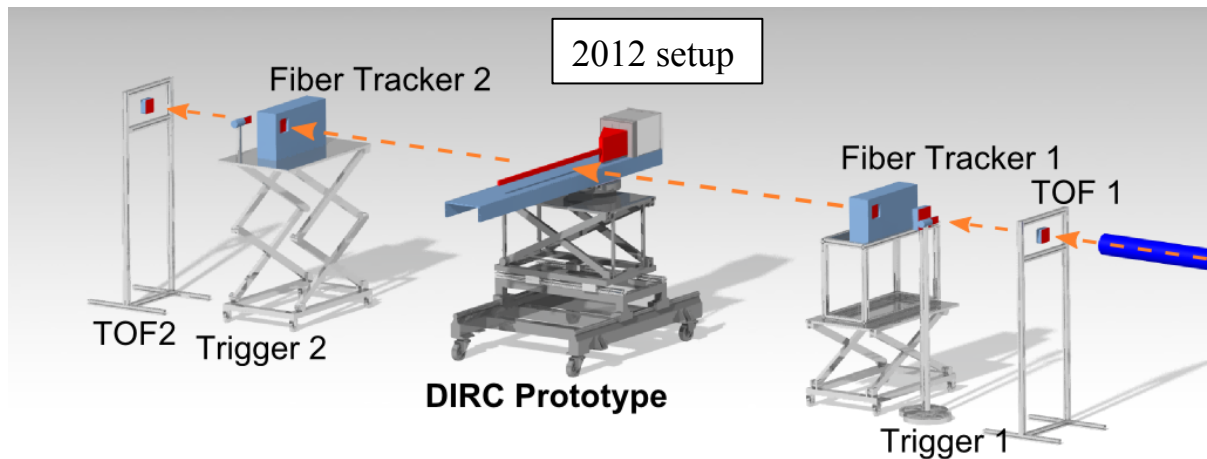 2012 setup
Fiber Tracker 2
Fiber Tracker 1
TOF 1
TOF2
Trigger 2
DIRC Prototype
Trigger 1